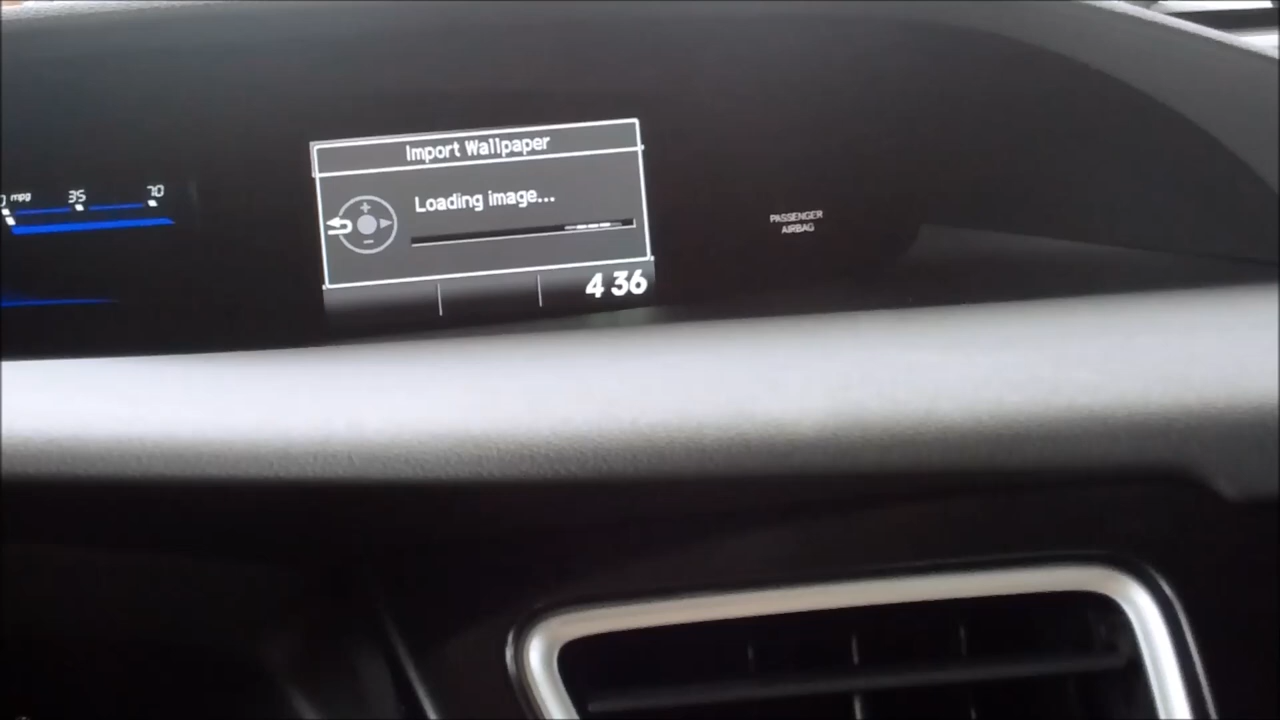 mpg 35 70
Import Wallpaper
Loading image...
+
−
4 36
PASSENGER
AIRBAG